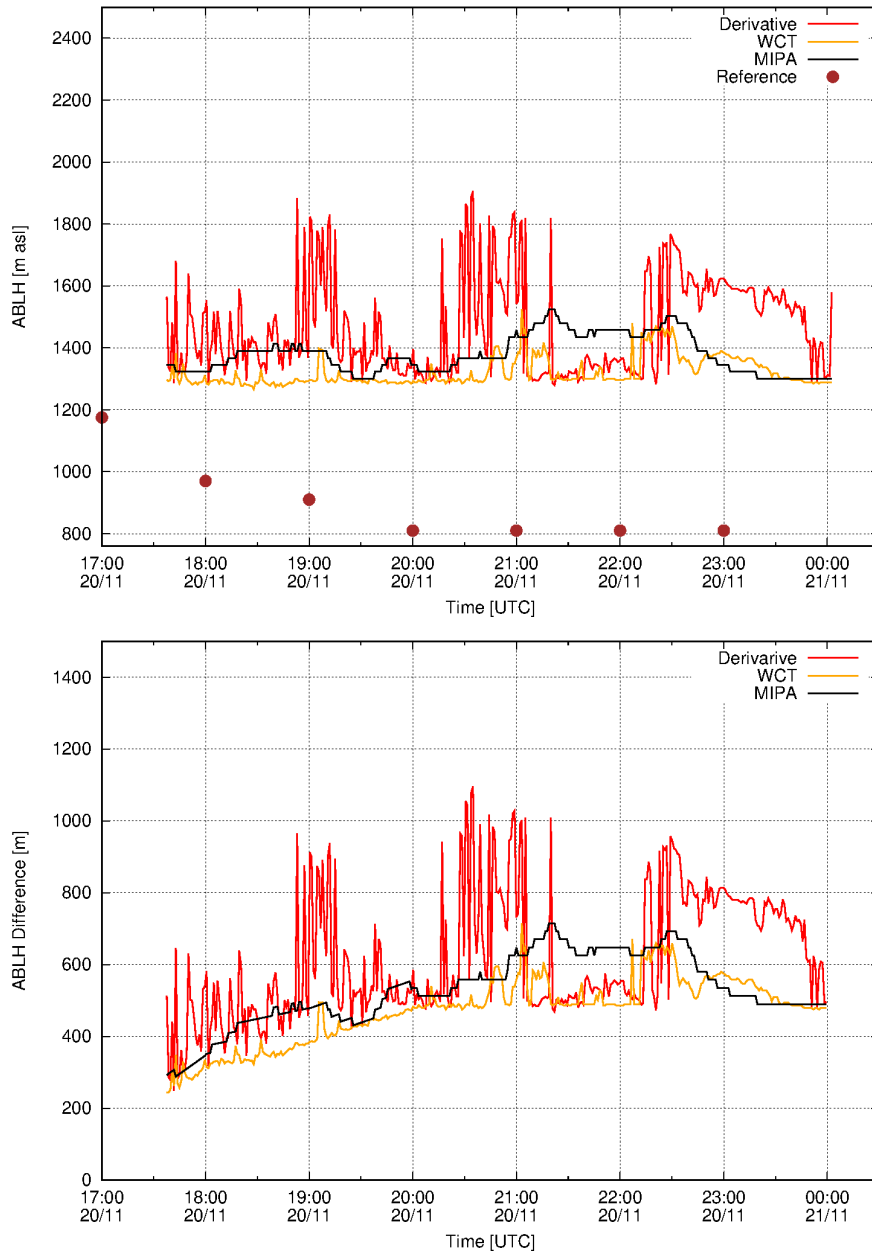 2400
2200
2000
1800
1600
1400
1200
1000
800
ABLH [m asl]
Derivative
WCT
MIPA
Reference
17:00 18:00 19:00 20:00 21:00 22:00 23:00 00:00
20/11 20/11 20/11 20/11 20/11 20/11 20/11 21/11
Time [UTC]
1400
1200
1000
800
600
400
200
0
ABLH Difference [m]
Derivarive
WCT
MIPA
17:00 18:00 19:00 20:00 21:00 22:00 23:00 00:00
20/11 20/11 20/11 20/11 20/11 20/11 20/11 21/11
Time [UTC]